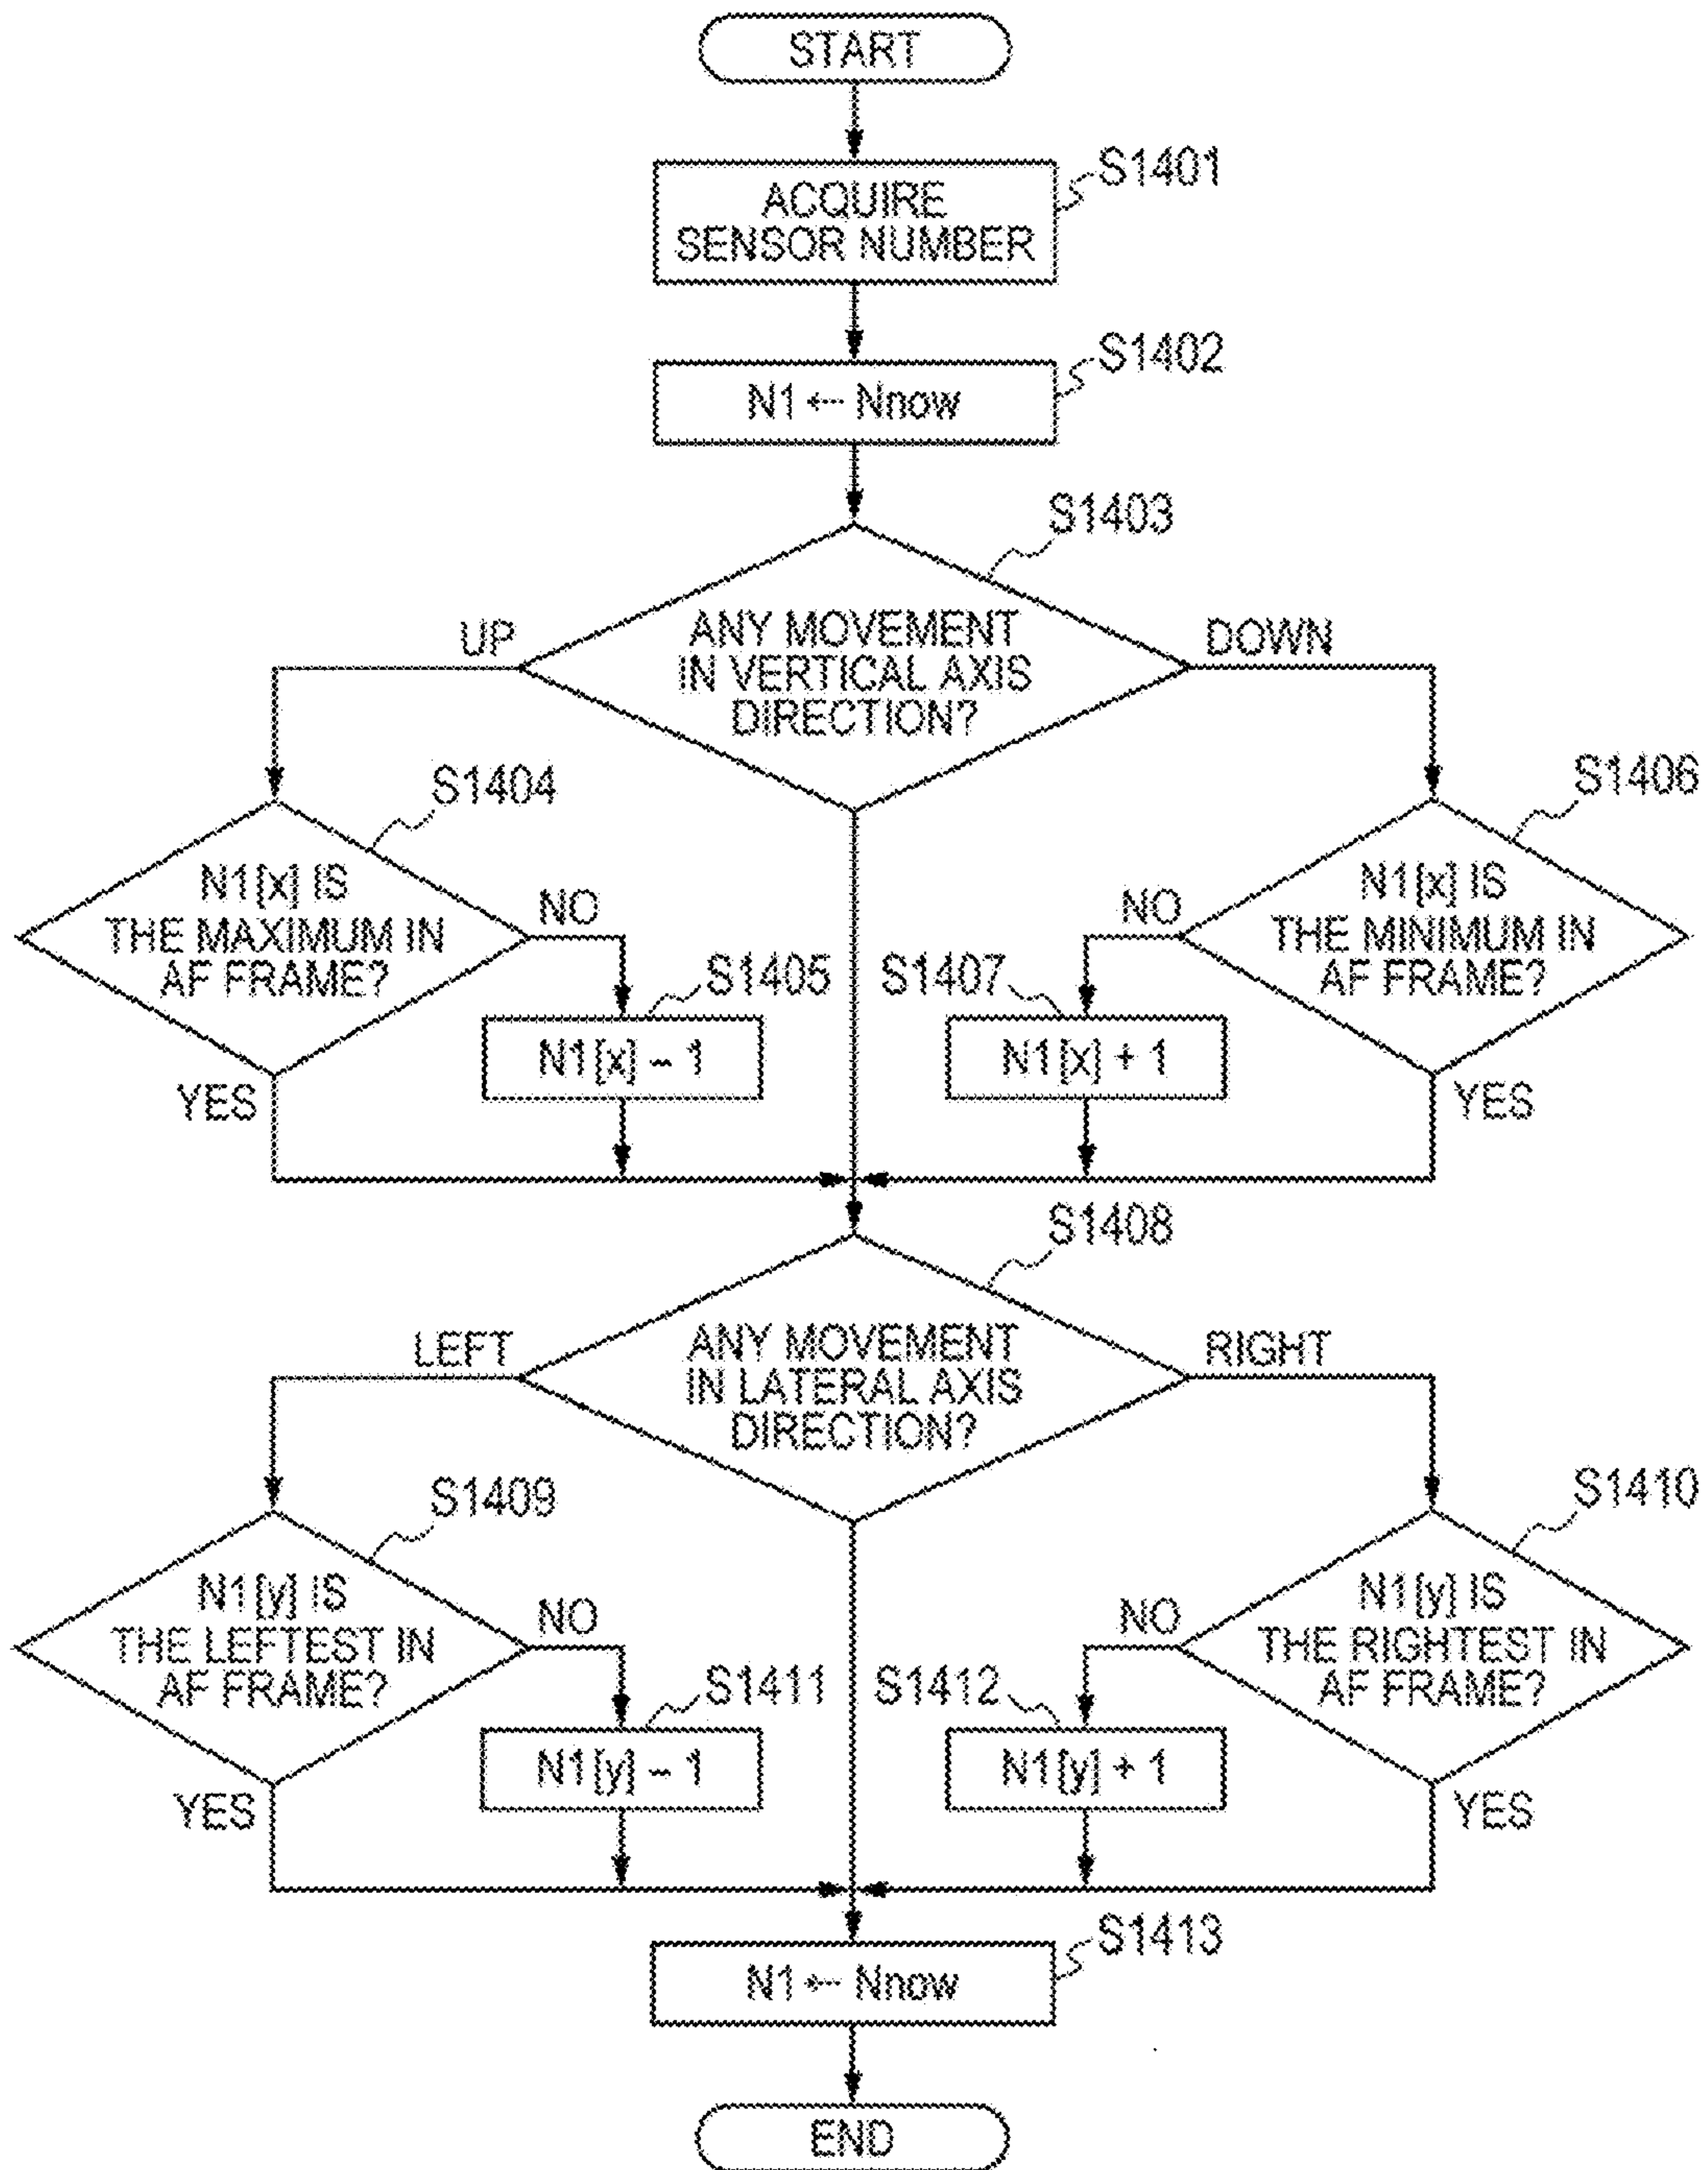 START
S1401
ACQUIRE
SENSOR NUMBER
S1402
N1 ← Nnow
S1403
ANY MOVEMENT
IN VERTICAL AXIS
DIRECTION?
UP
DOWN
S1404
N1[x] IS
THE MAXIMUM IN
AF FRAME?
NO
YES
S1405
N1[x] – 1
S1406
N1[x] IS
THE MINIMUM IN
AF FRAME?
NO
YES
S1407
N1[x] + 1
S1408
ANY MOVEMENT
IN LATERAL AXIS
DIRECTION?
LEFT
RIGHT
S1409
N1[y] IS
THE LEFTEST IN
AF FRAME?
NO
YES
S1411
N1[y] – 1
S1410
N1[y] IS
THE RIGHTEST IN
AF FRAME?
NO
YES
S1412
N1[y] + 1
S1413
N1 ← Nnow
END